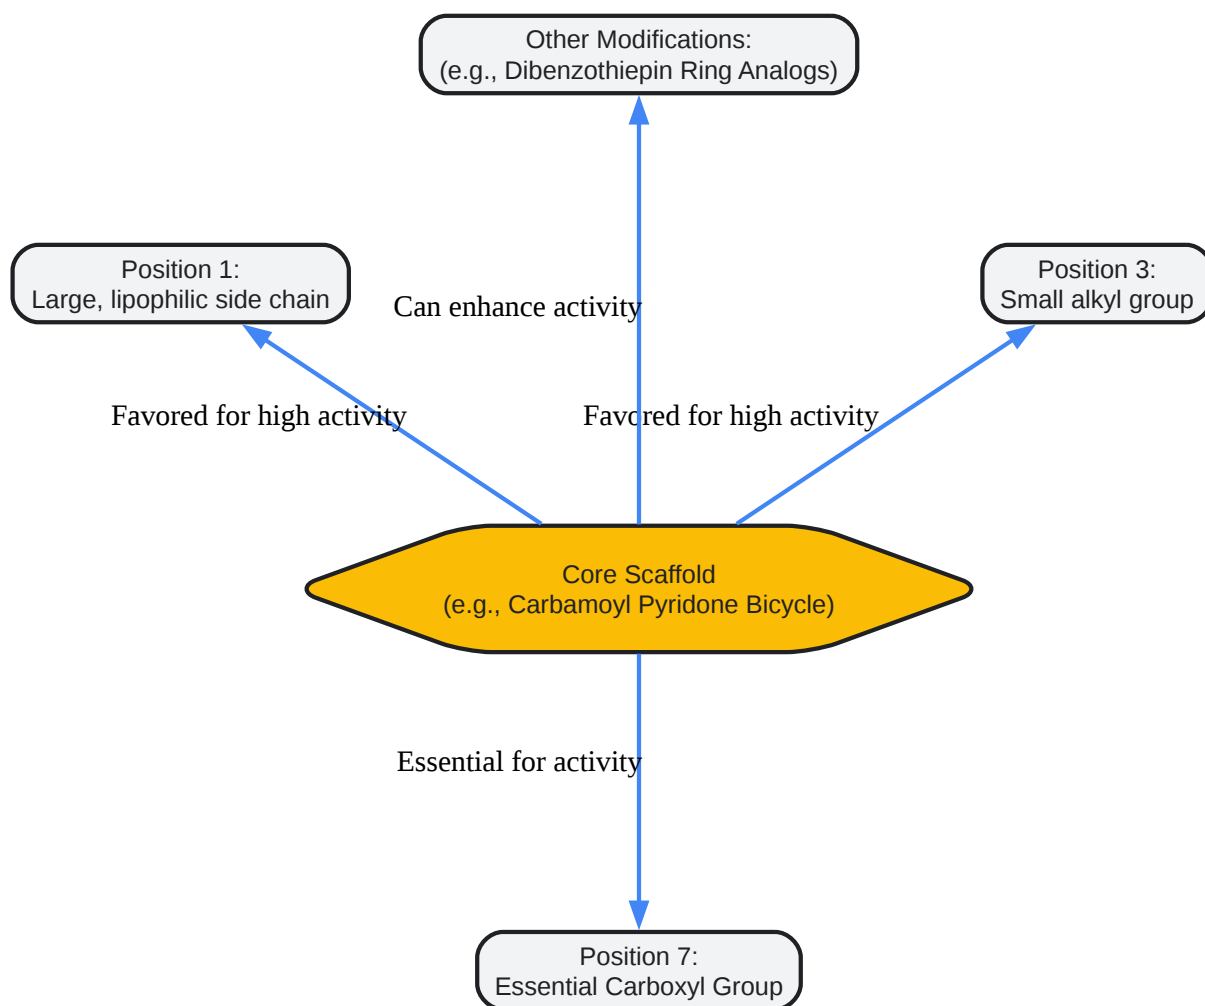 Other Modifications:
(e.g., Dibenzothiepin Ring Analogs)
Position 1:
Large, lipophilic side chain
Position 3:
Small alkyl group
Can enhance activity
Favored for high activity
Favored for high activity
Core Scaffold
(e.g., Carbamoyl Pyridone Bicycle)
Essential for activity
Position 7:
Essential Carboxyl Group